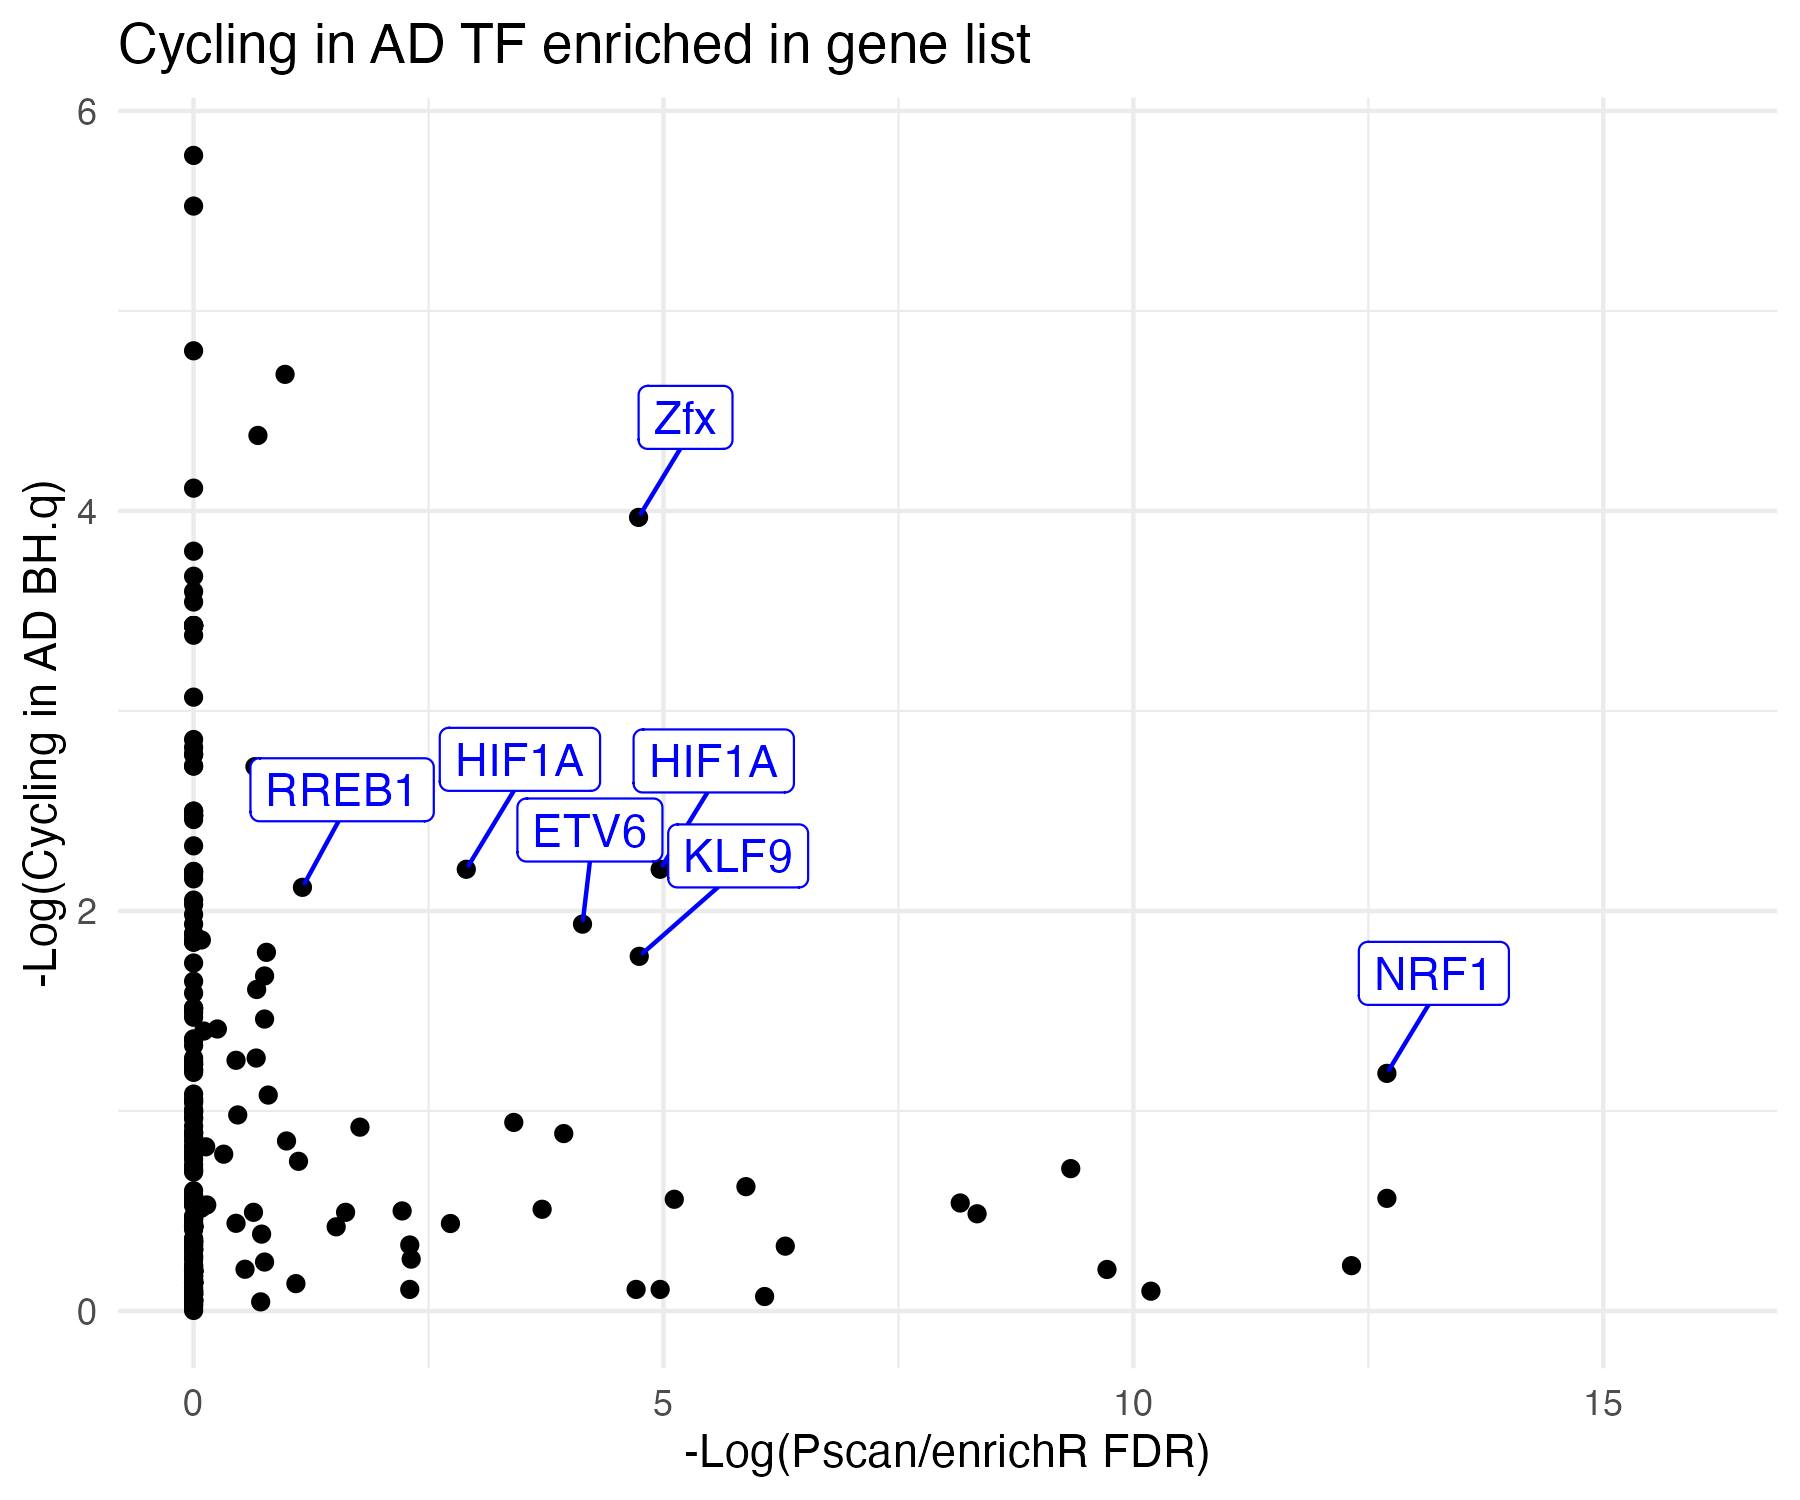 Cycling in AD TF enriched in gene list
-Log(Cycling in AD BH.q)
6
4
2
0
Zfx
HIF1A
HIF1A
RREB1
ETV6
KLF9
NRF1
0
5
10
15
-Log(Pscan/enrichR FDR)